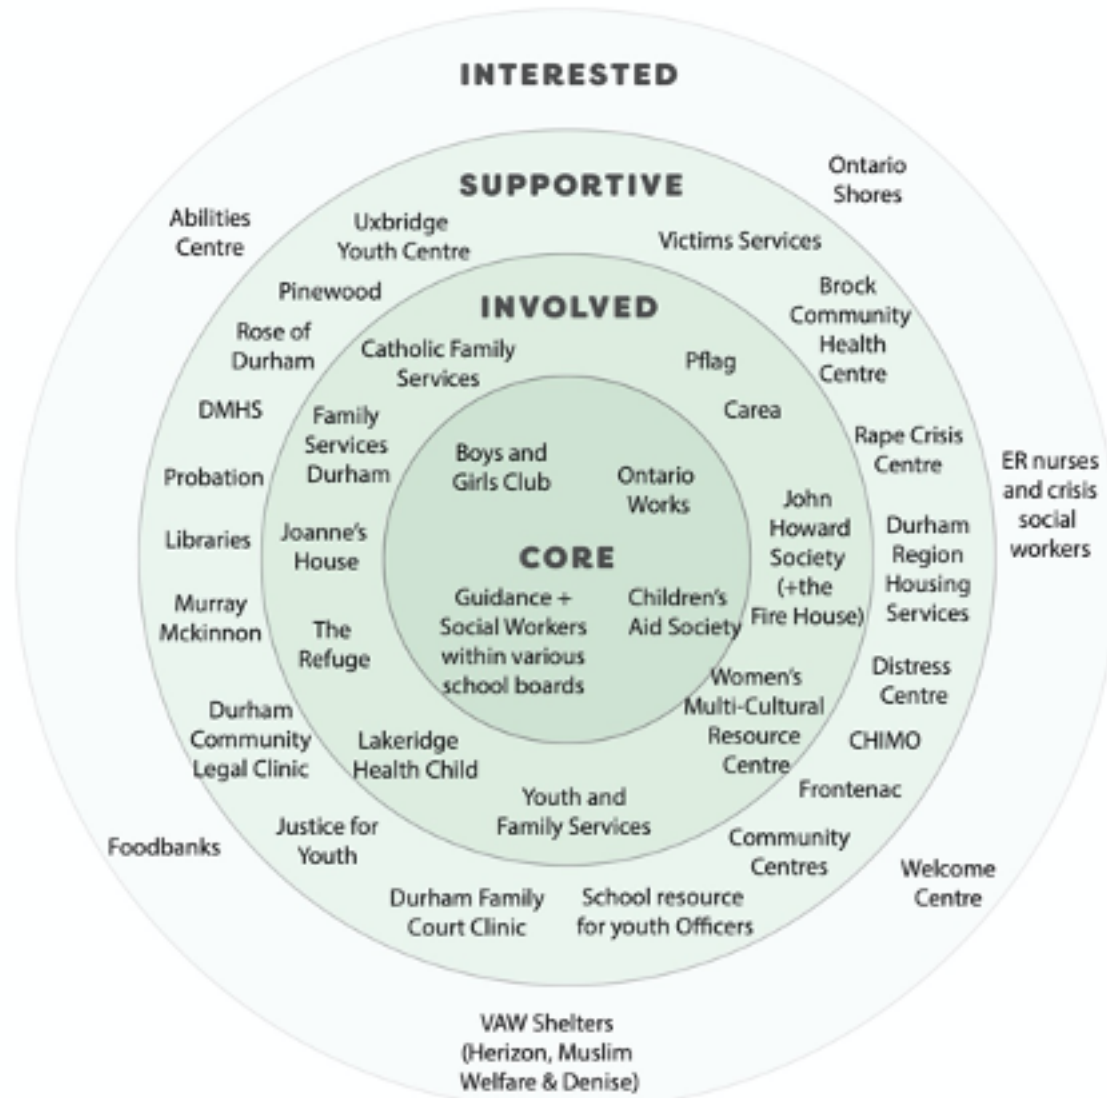 INTERESTED
Ontario
Shores
Abilities
Centre
ER nurses
and crisis
social
workers
Foodbanks
Welcome
Centre
VAW Shelters
(Herizon, Muslim
Welfare & Denise)
SUPPORTIVE
Uxbridge
Youth Centre
Victims Services
Pinewood
Brock
Community
Health
Centre
Rose of
Durham
DMHS
Rape Crisis
Centre
Probation
Libraries
Durham
Region
Housing
Services
Murray
Mckinnon
Distress
Centre
Durham
Community
Legal Clinic
CHIMO
Frontenac
Justice for
Youth
Community
Centres
Durham Family
Court Clinic
School resource
for youth Officers
INVOLVED
Catholic Family
Services
Pflag
Carea
Family
Services
Durham
Joanne's
House
John
Howard
Society
(+the
Fire House)
The
Refuge
Women's
Multi-Cultural
Resource
Centre
Lakeridge
Health Child
Youth and
Family Services
Boys and
Girls Club
Ontario
Works
CORE
Guidance +
Social Workers
within various
school boards
Children's
Aid Society